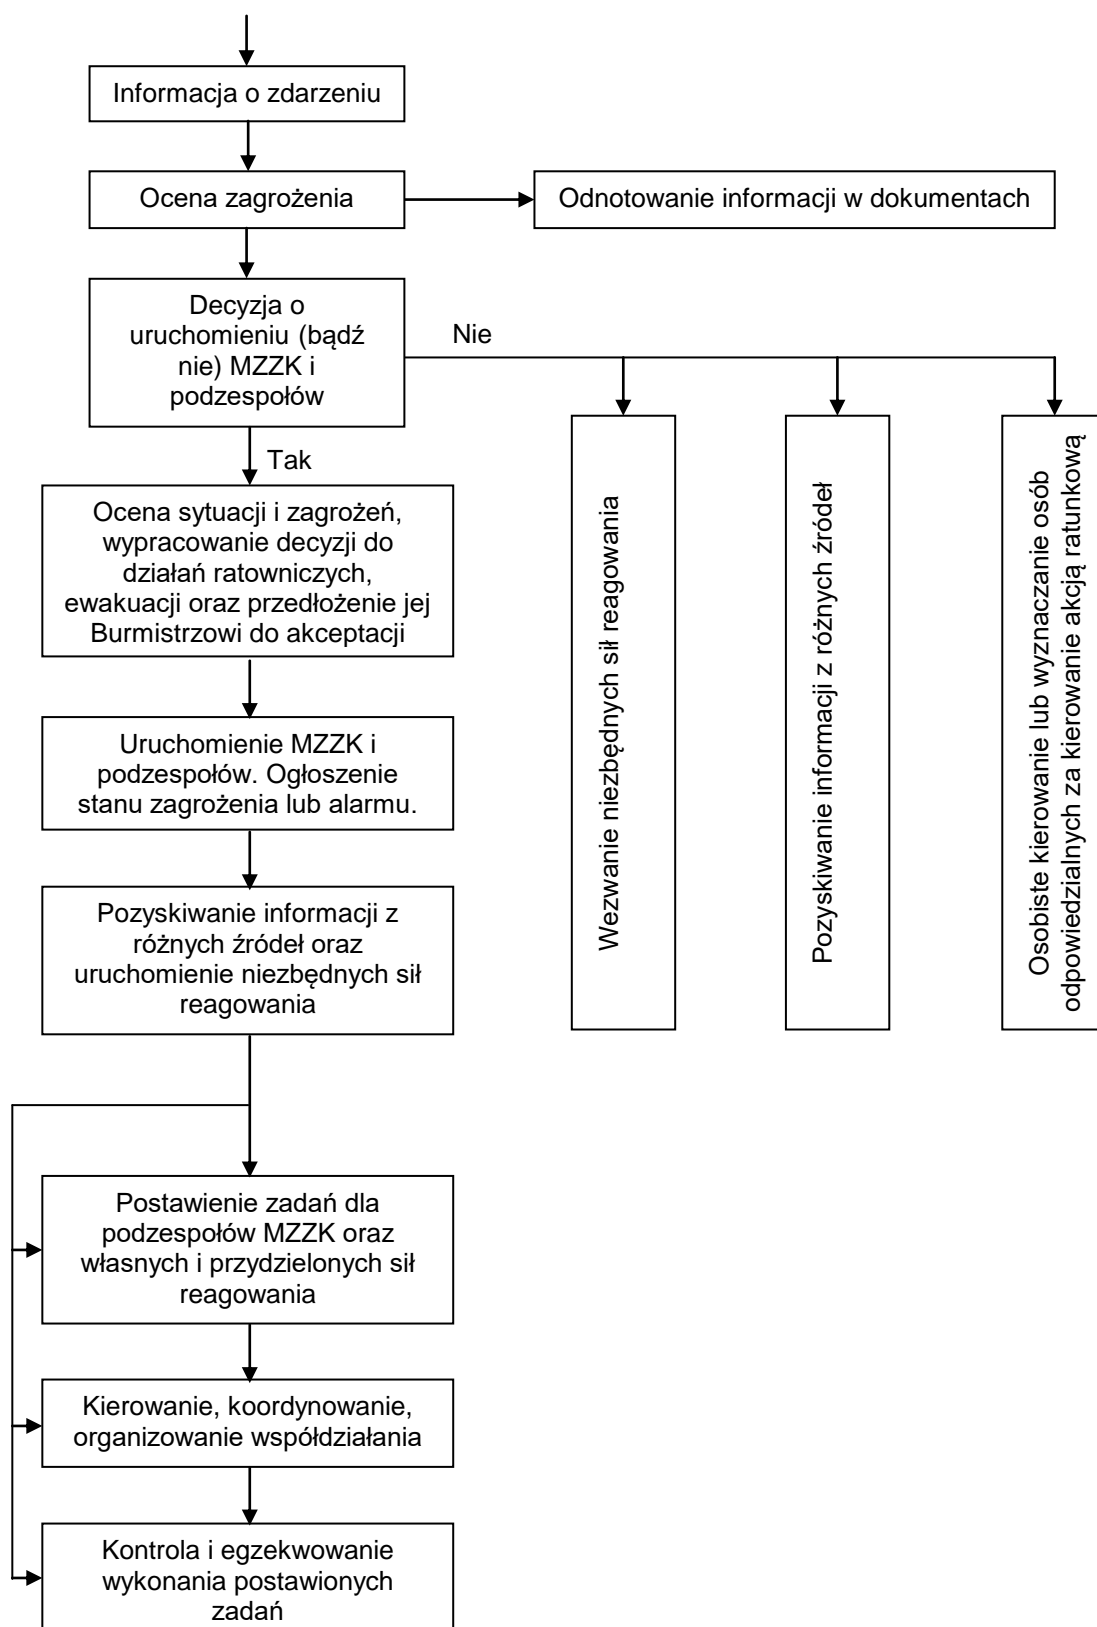 Informacja o zdarzeniu
Ocena zagrożenia
Odnotowanie informacji w dokumentach
Decyzja o
uruchomieniu (bądź
nie) MZZK i
podzespołów
Nie
Tak
Ocena sytuacji i zagrożeń,
wypracowanie decyzji do
działań ratowniczych,
ewakuacji oraz przedłożenie jej
Burmistrzowi do akceptacji
Wezwanie niezbędnych sił reagowania
Pozyskiwanie informacji z różnych źródeł
Osobiste kierowanie lub wyznaczanie osób
odpowiedzialnych za kierowanie akcją ratunkową
Uruchomienie MZZK i
podzespołów. Ogłoszenie
stanu zagrożenia lub alarmu.
Pozyskiwanie informacji z
różnych źródeł oraz
uruchomienie niezbędnych sił
reagowania
Postawienie zadań dla
podzespołów MZZK oraz
własnych i przydzielonych sił
reagowania
Kierowanie, koordynowanie,
organizowanie współdziałania
Kontrola i egzekwowanie
wykonania postawionych
zadań